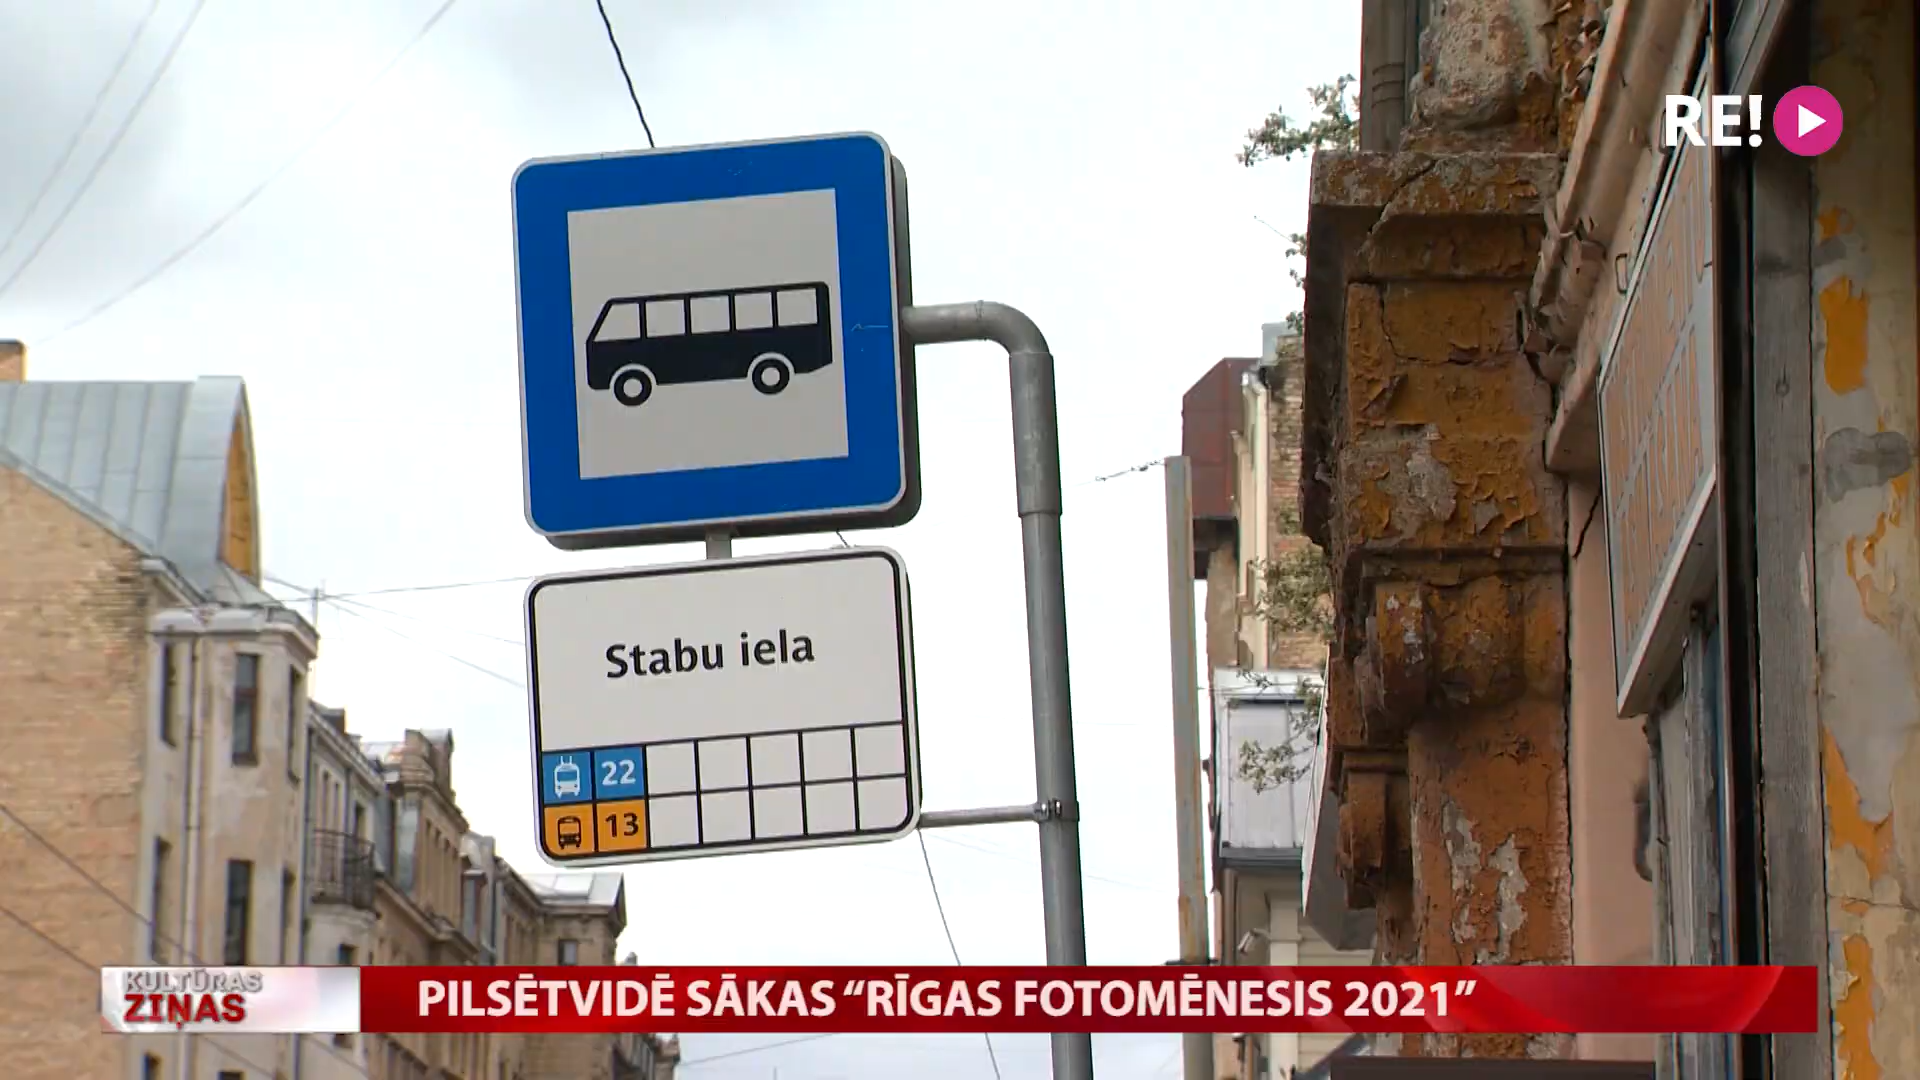 RE!
Stabu iela
22
13
KULTŪRAS
ZIŅAS
PILSĒTVIDĒ SĀKAS “RĪGAS FOTOMĒNESIS 2021”